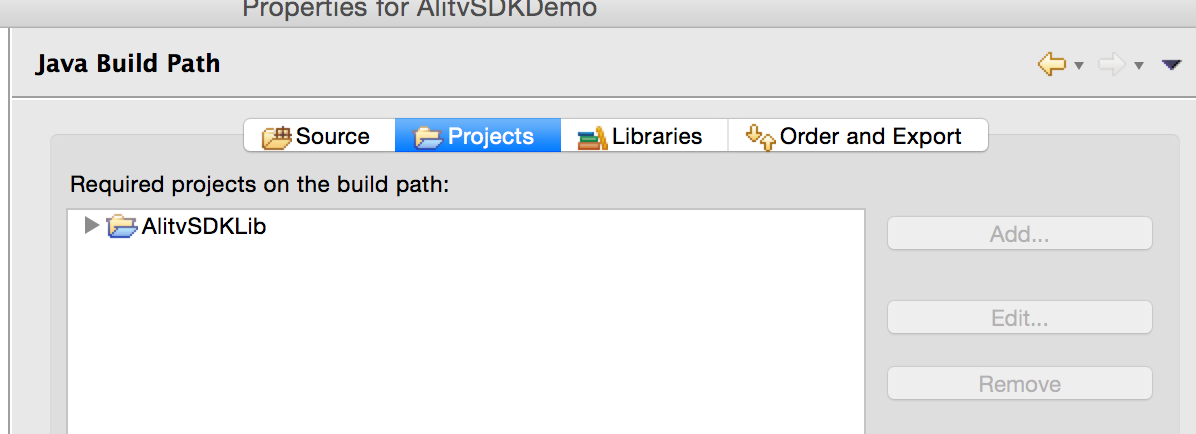 Properties for AlitvSDKDemo
Java Build Path
Source Projects Libraries Order and Export
Required projects on the build path:
AlitvSDKLib
Add...
Edit...
Remove